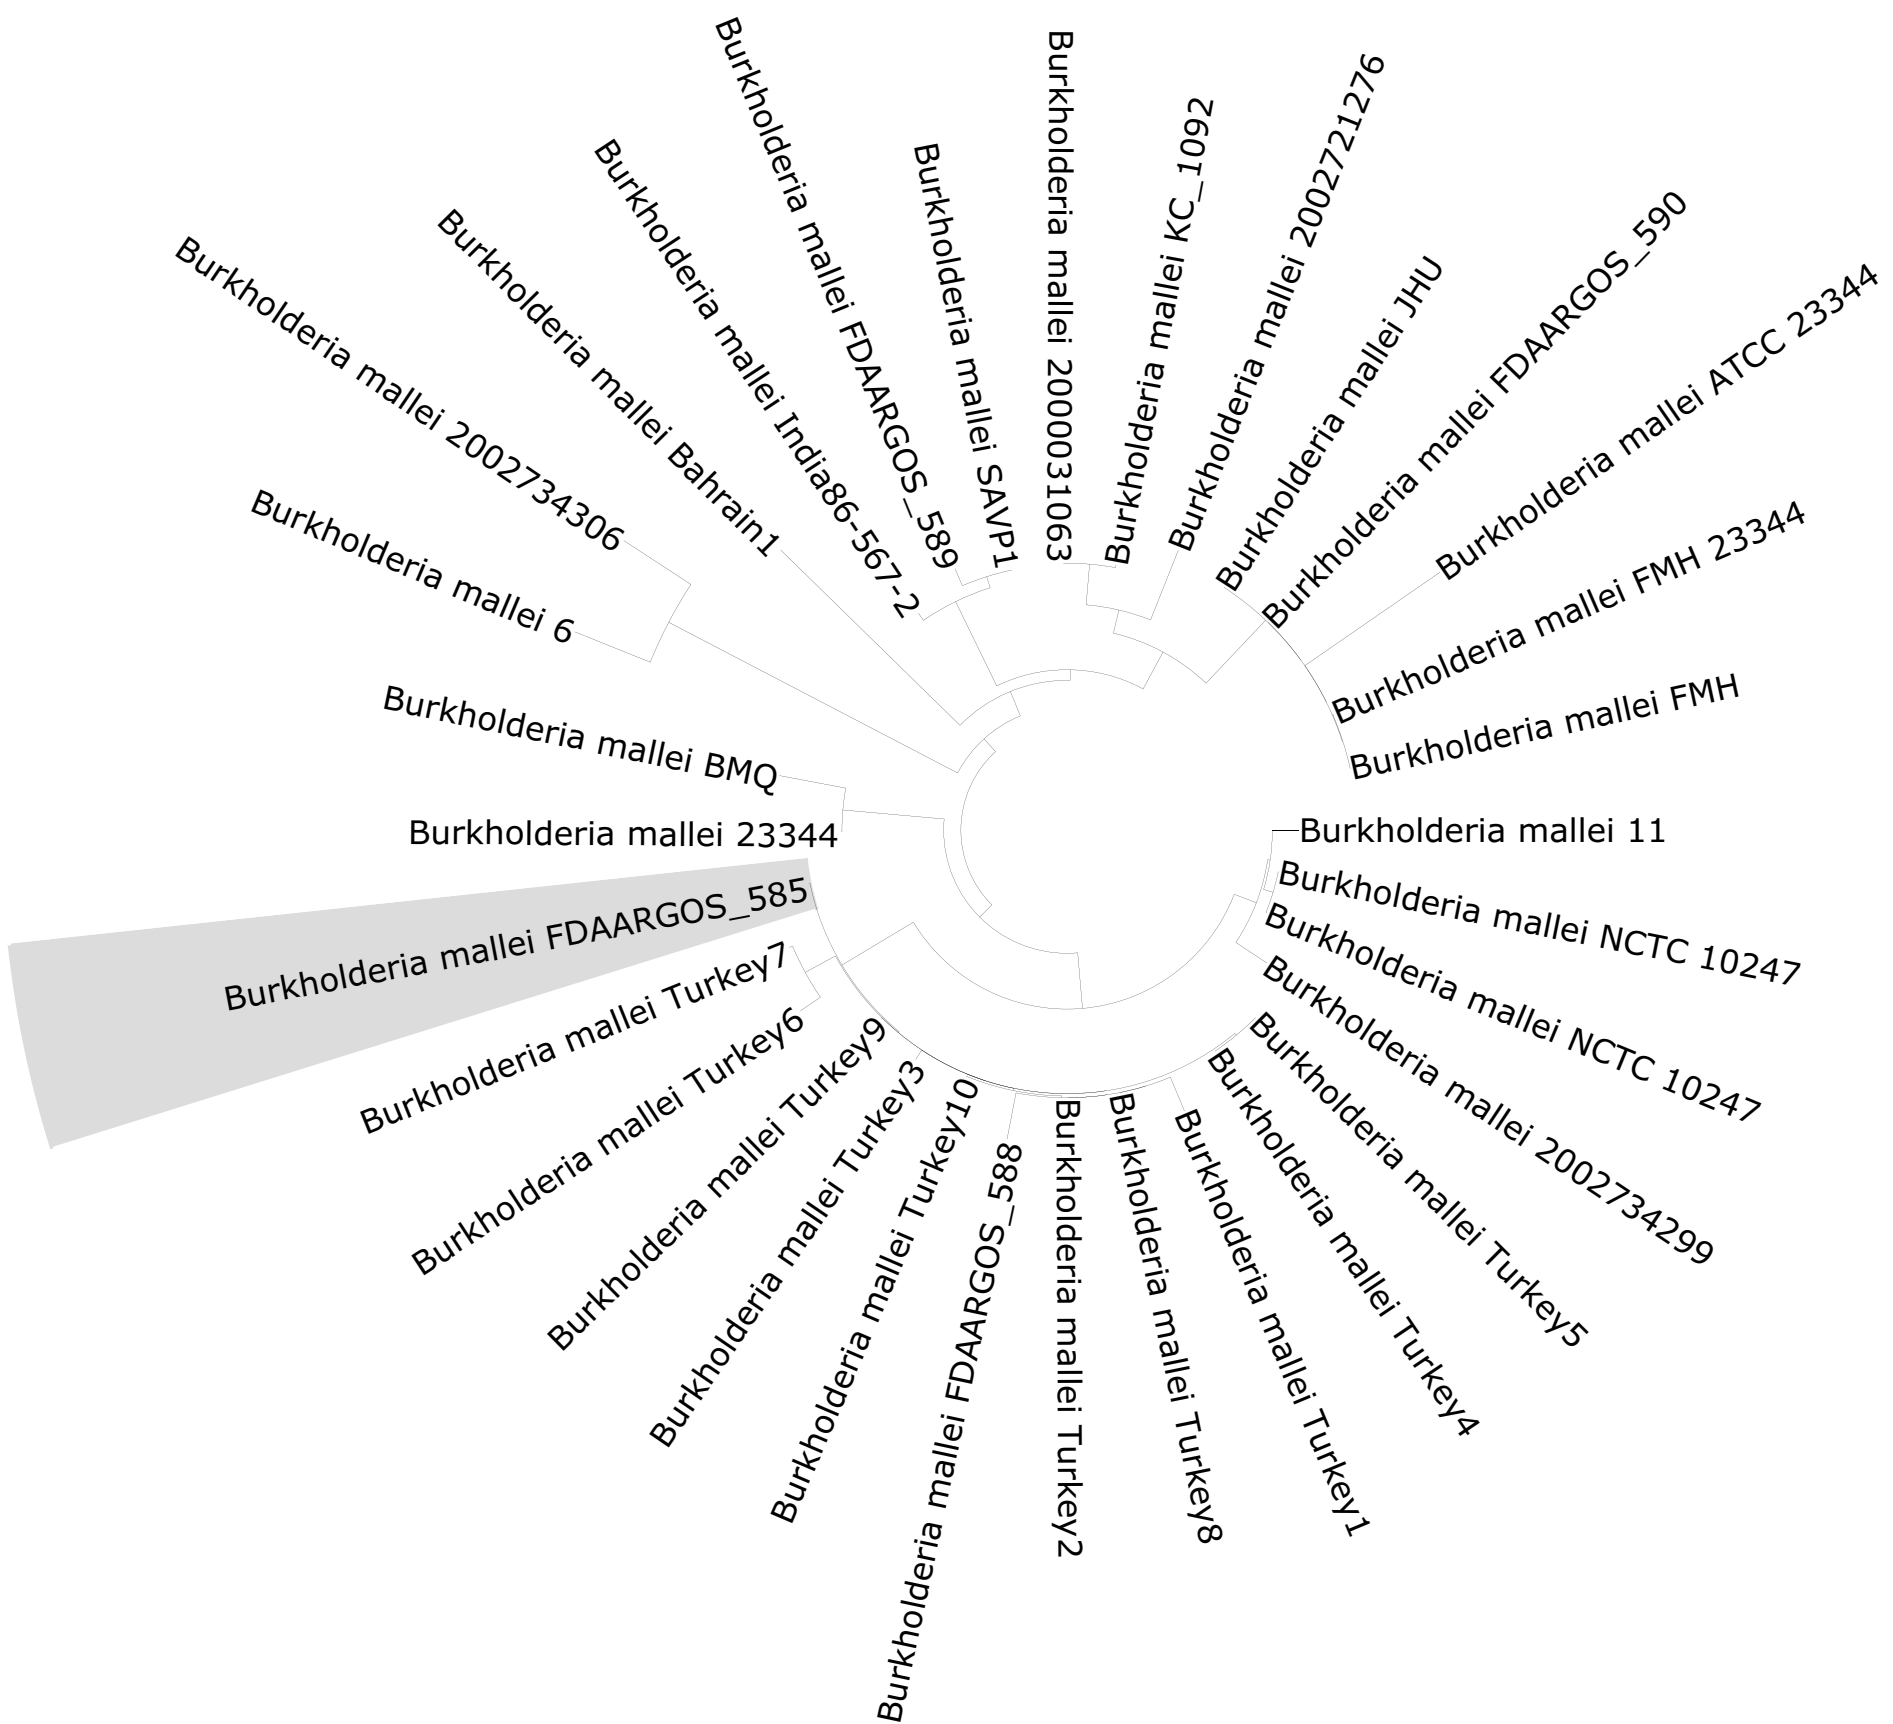 Burkholderia mallei 2000031063
Burkholderia mallei KC_1092
Burkholderia mallei 2002721276
Burkholderia mallei JHU
Burkholderia mallei FDAARGOS_590
Burkholderia mallei ATCC 23344
Burkholderia mallei FMH 23344
Burkholderia mallei FMH
Burkholderia mallei 11
Burkholderia mallei NCTC 10247
Burkholderia mallei NCTC 10247
Burkholderia mallei 2002734299
Burkholderia mallei Turkey5
Burkholderia mallei Turkey4
Burkholderia mallei Turkey1
Burkholderia mallei Turkey8
Burkholderia mallei Turkey2
Burkholderia mallei FDAARGOS_588
Burkholderia mallei Turkey10
Burkholderia mallei Turkey3
Burkholderia mallei Turkey9
Burkholderia mallei Turkey6
Burkholderia mallei Turkey7
Burkholderia mallei FDAARGOS_585
Burkholderia mallei 23344
Burkholderia mallei BMQ
Burkholderia mallei 6
Burkholderia mallei 2002734306
Burkholderia mallei Bahrain1
Burkholderia mallei India86-567-2
Burkholderia mallei FDAARGOS_589
Burkholderia mallei SAVP1